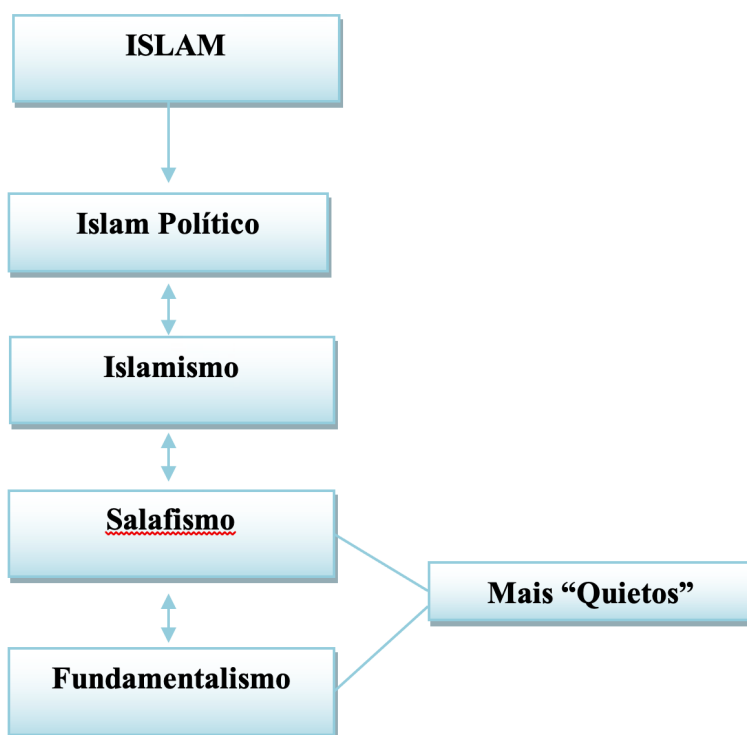 ISLAM
Islam Político
Islamismo
Salafismo
Mais “Quietos”
Fundamentalismo